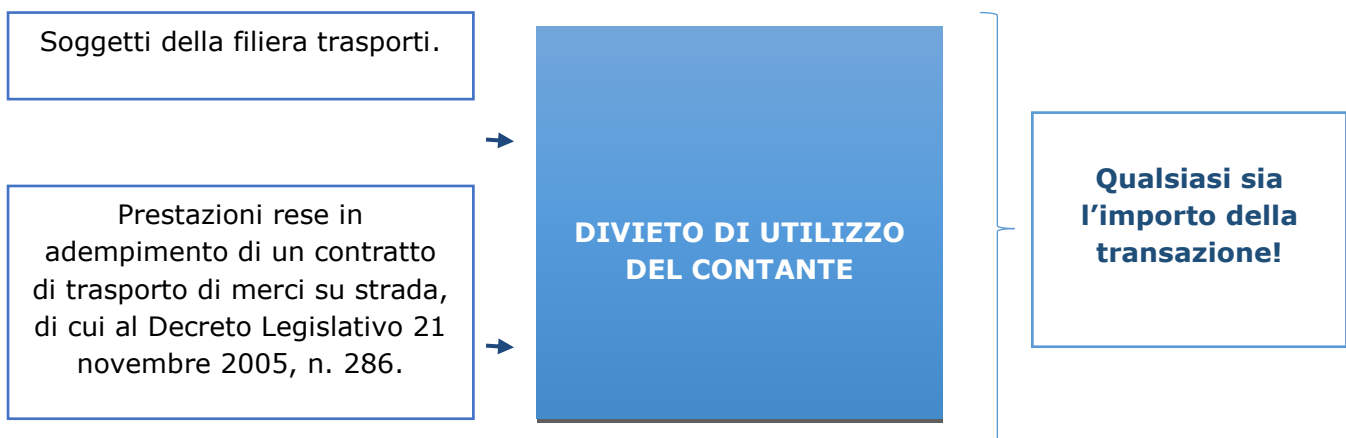 Soggetti della filiera trasporti.
Prestazioni rese in
adempimento di un contratto
di trasporto di merci su strada,
di cui al Decreto Legislativo 21
novembre 2005, n. 286.
DIVIETO DI UTILIZZO
DEL CONTANTE
Qualsiasi sia
l’importo della
transazione!